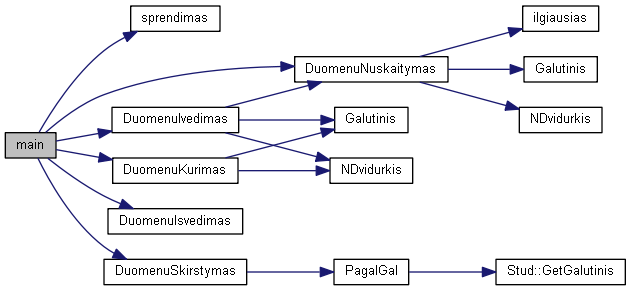 sprendimas
ilgiausias
DuomenuNuskaitymas
Galutinis
DuomenuIvedimas
Galutinis
NDvidurkis
main
DuomenuKurimas
NDvidurkis
DuomenuIsvedimas
DuomenuSkirstymas
PagalGal
Stud::GetGalutinis